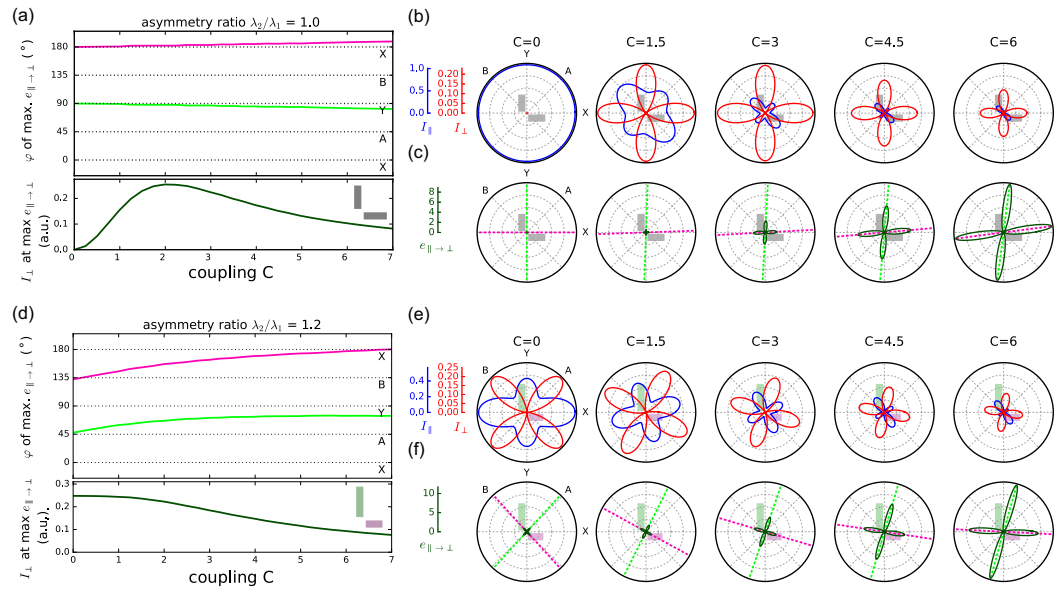 (a)
asymmetry ratio λ₂/λ₁ = 1.0
φ of max. e∥→⊥ (°)
180
135
90
45
0
X
B
Y
A
X
I⊥ at max e∥→⊥
(a.u.)
0.2
0.1
0.0
0 1 2 3 4 5 6 7
coupling C
(b)
C=0 C=1.5 C=3 C=4.5 C=6
Y
B A
X
1.0
0.5
0.0
I∥
0.20
0.15
0.10
0.05
0.00
I⊥
(c)
Y
B A
X
8
6
4
2
0
e∥→⊥
(d)
asymmetry ratio λ₂/λ₁ = 1.2
φ of max. e∥→⊥ (°)
180
135
90
45
0
X
B
Y
A
X
I⊥ at max e∥→⊥
(a.u,).
0.3
0.2
0.1
0.0
0 1 2 3 4 5 6 7
coupling C
(e)
C=0 C=1.5 C=3 C=4.5 C=6
Y
B A
X
0.4
0.2
0.0
I∥
0.25
0.20
0.15
0.10
0.05
0.00
I⊥
(f)
Y
B A
X
10
5
0
e∥→⊥